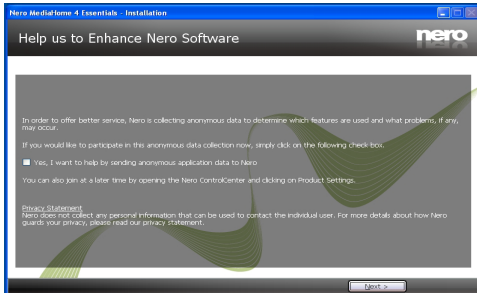 Nero MediaHome 4 Essentials - Installation
Help us to Enhance Nero Software
nero
In order to offer better service, Nero is collecting anonymous data to determine which features are used and what problems, if any,
may occur.
If you would like to participate in this anonymous data collection now, simply click on the following check box.
Yes, I want to help by sending anonymous application data to Nero
You can also join at a later time by opening the Nero ControlCenter and clicking on Product Settings.
Privacy Statement
Nero does not collect any personal information that can be used to contact the individual user. For more details about how Nero
guards your privacy, please read our privacy statement.
Next >